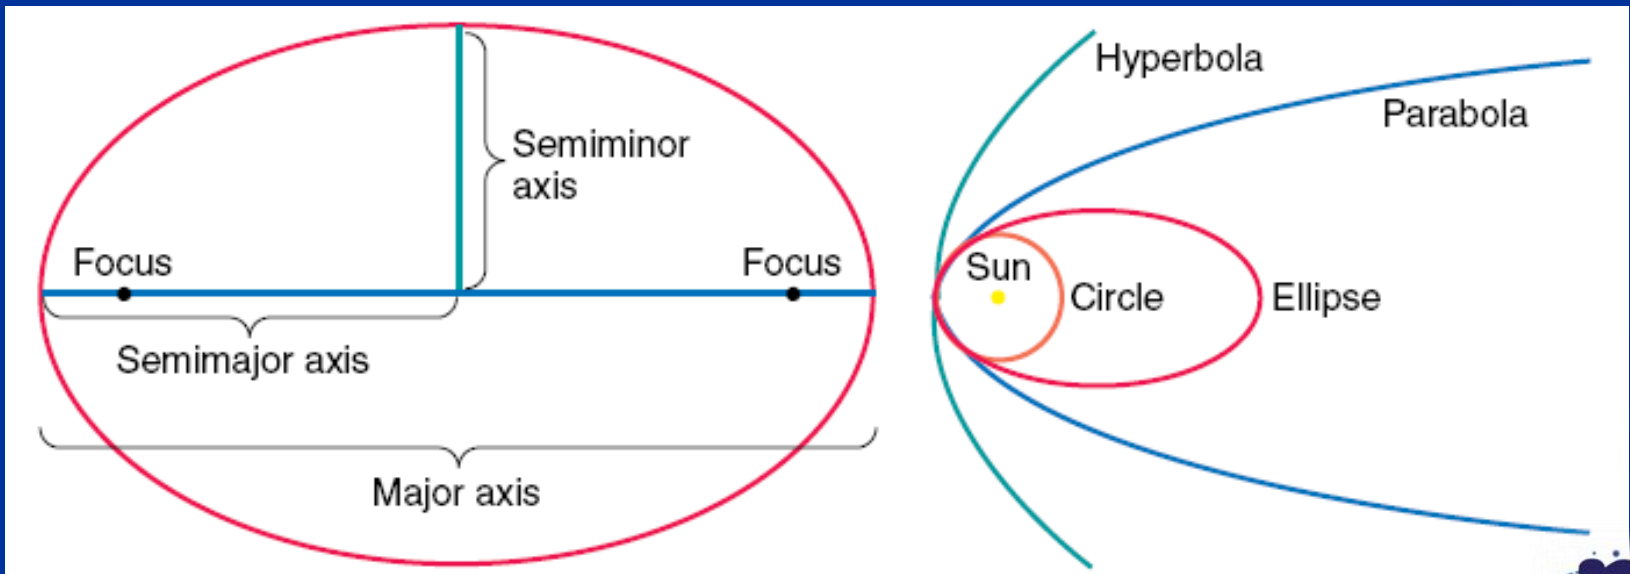 Semiminor
axis
Focus
Focus
Semimajor axis
Major axis
Hyperbola
Parabola
Sun
Circle
Ellipse